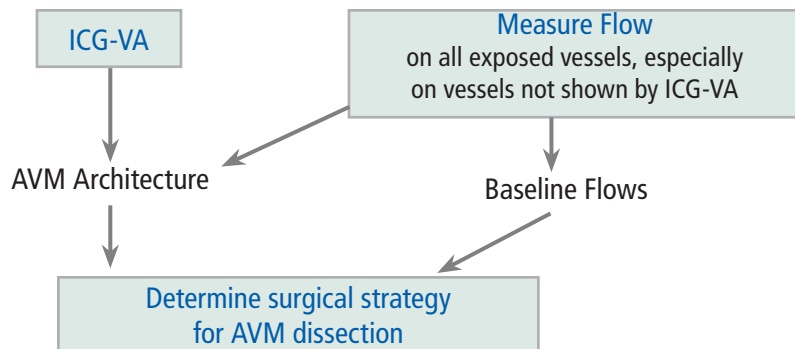 ICG-VA
Measure Flow
on all exposed vessels, especially
on vessels not shown by ICG-VA
AVM Architecture
Baseline Flows
Determine surgical strategy
for AVM dissection